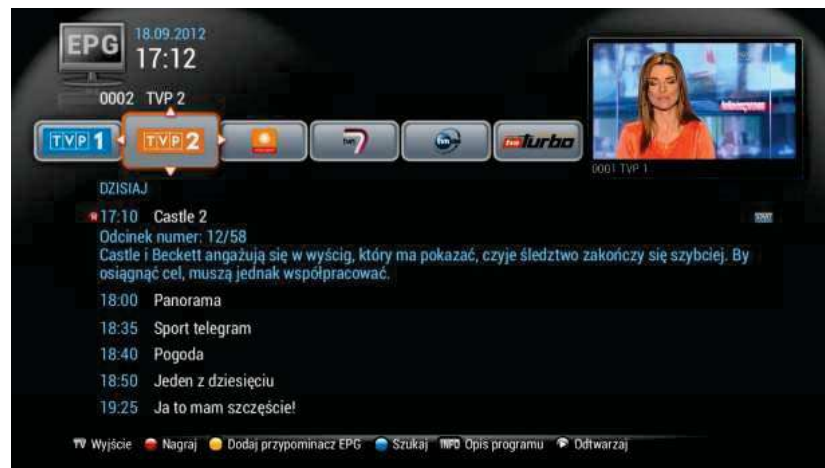 EPG
18.09.2012
17:12
0002 TVP 2
TVP 1
TVP 2
turbo
0001 TVP 1
DZISIAJ
17:10 Castle 2
Odcinek numer: 12/58
Castle i Beckett angażują się w wyścig, który ma pokazać, czyje śledztwo zakończy się szybciej. By
osiągnąć cel, muszą jednak współpracować.
18:00 Panorama
18:35 Sport telegram
18:40 Pogoda
18:50 Jeden z dziesięciu
19:25 Ja to mam szczęście!
TV Wyjście Nagraj Dodaj przypominacz EPG Szukaj INFO Opis programu Odtwarzaj